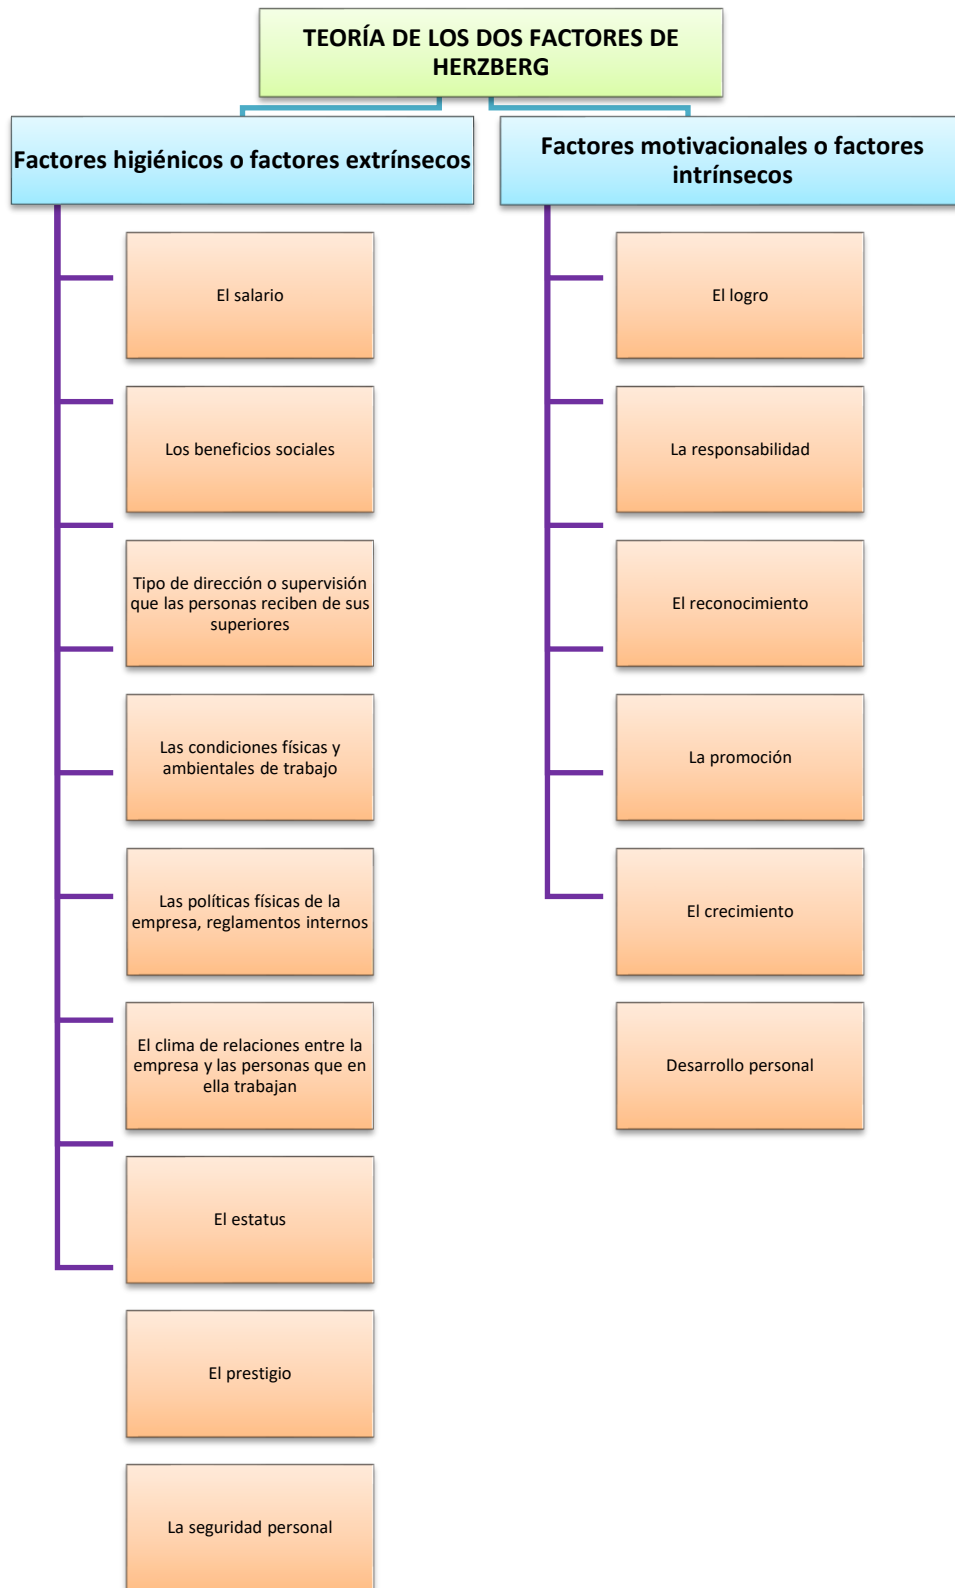 TEORÍA DE LOS DOS FACTORES DE
HERZBERG
Factores higiénicos o factores extrínsecos
El salario
Los beneficios sociales
Tipo de dirección o supervisión
que las personas reciben de sus
superiores
Las condiciones físicas y
ambientales de trabajo
Las políticas físicas de la
empresa, reglamentos internos
El clima de relaciones entre la
empresa y las personas que en
ella trabajan
El estatus
El prestigio
La seguridad personal
Factores motivacionales o factores
intrínsecos
El logro
La responsabilidad
El reconocimiento
La promoción
El crecimiento
Desarrollo personal